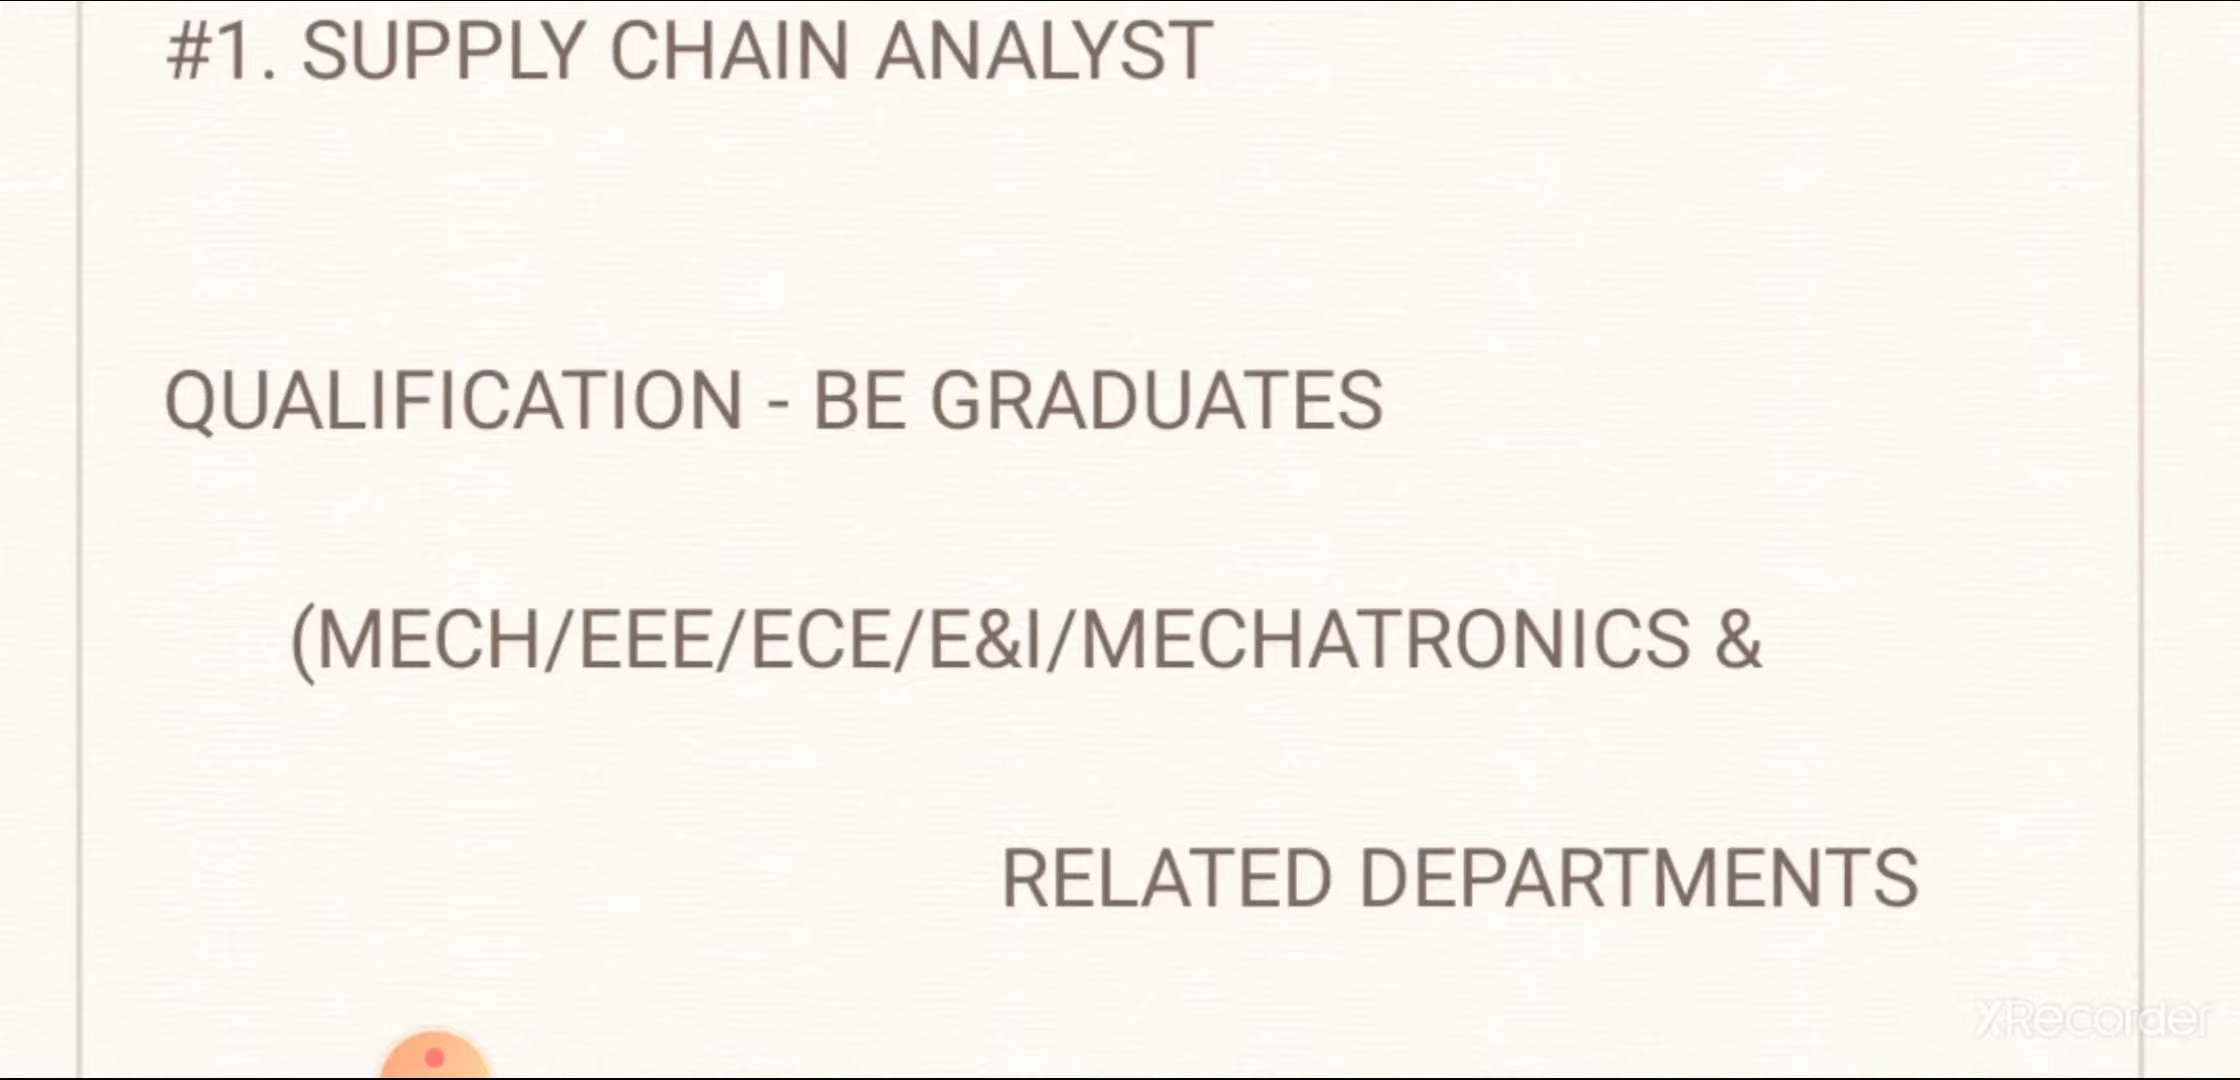 #1. SUPPLY CHAIN ANALYST
QUALIFICATION - BE GRADUATES
(MECH/EEE/ECE/E&I/MECHATRONICS &
RELATED DEPARTMENTS
XRecorder